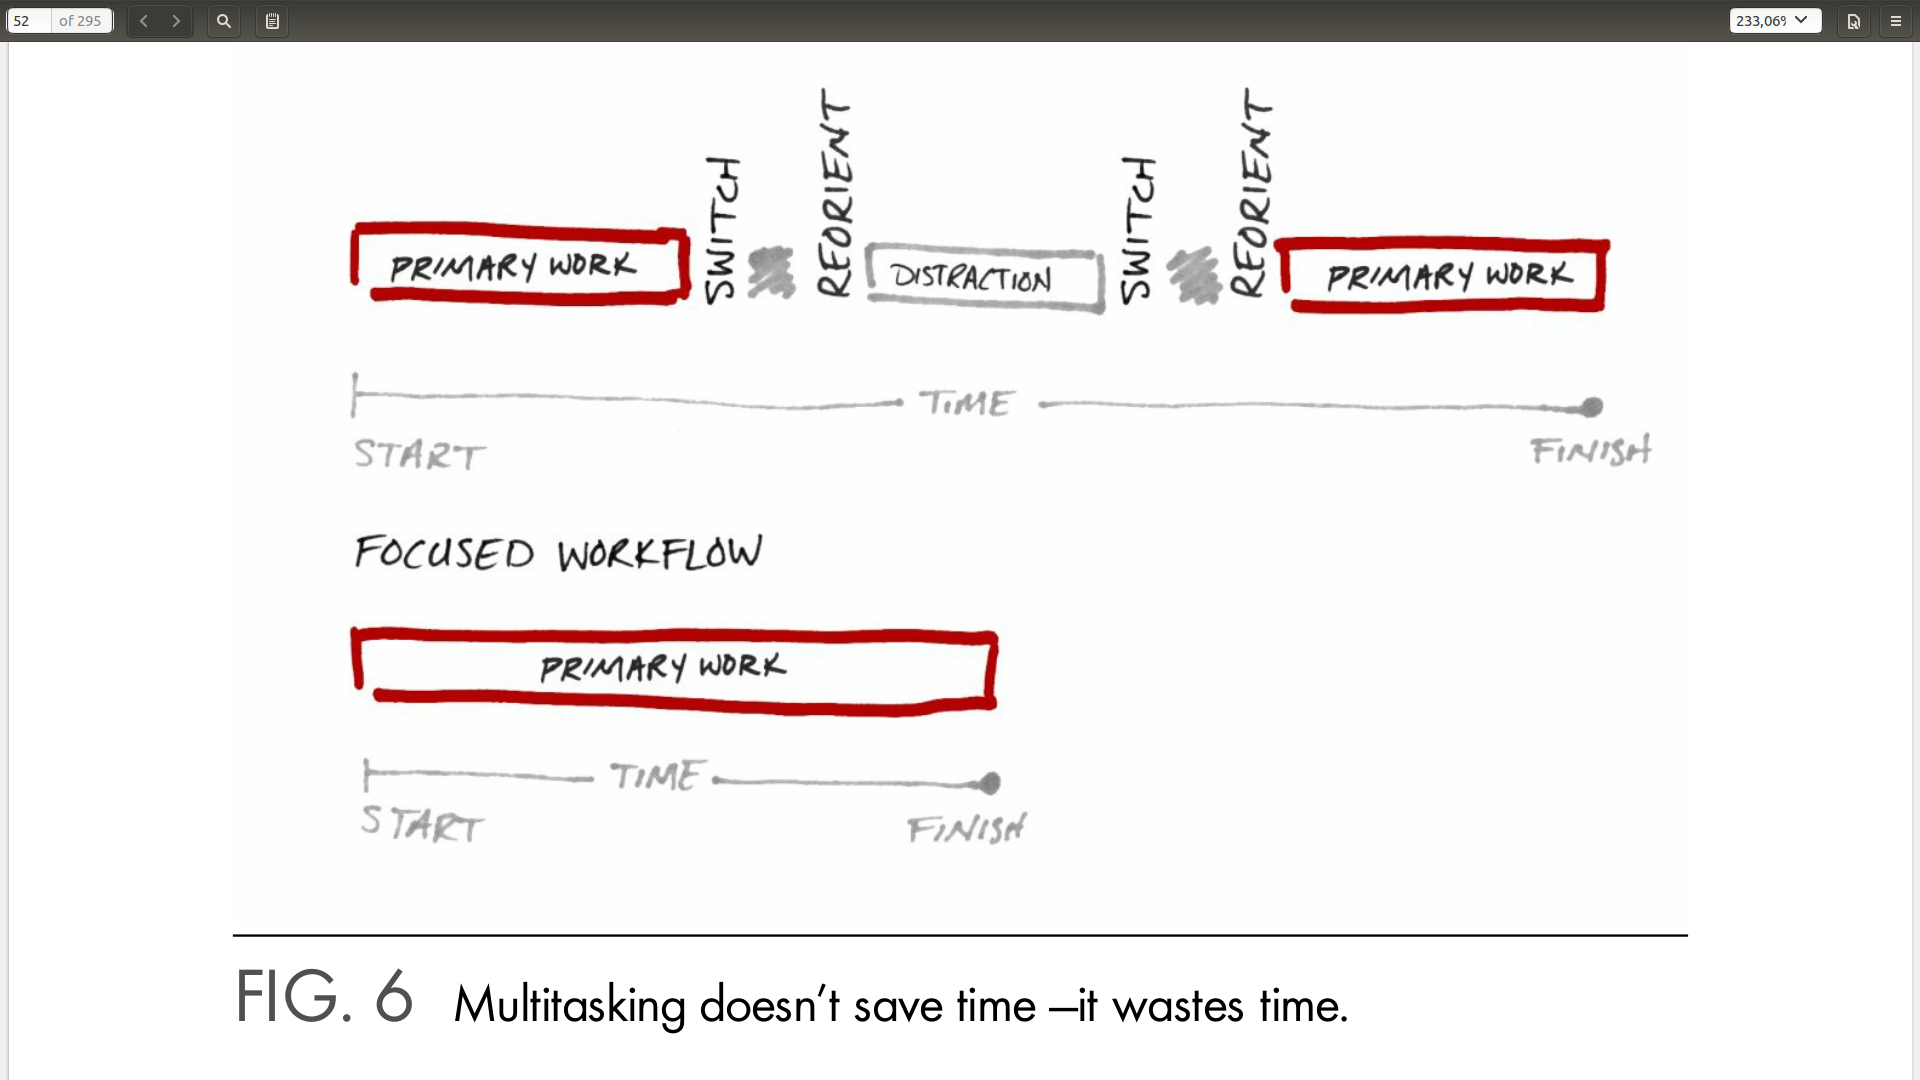 52 of 295
233,06%
PRIMARY WORK
SWITCH
REORIENT
DISTRACTION
SWITCH
REORIENT
PRIMARY WORK
TIME
START
FINISH
FOCUSED WORKFLOW
PRIMARY WORK
TIME
START
FINISH
FIG. 6 Multitasking doesn't save time —it wastes time.